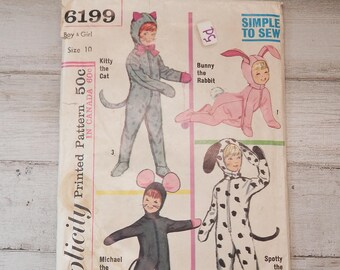 6199
Boy & Girl
Size 10
SIMPLE
TO SEW
Kitty
the
Cat
Bunny
the
Rabbit
Simplicity
Printed Pattern 50¢
IN CANADA 60¢
Michael
the
Spotty
the